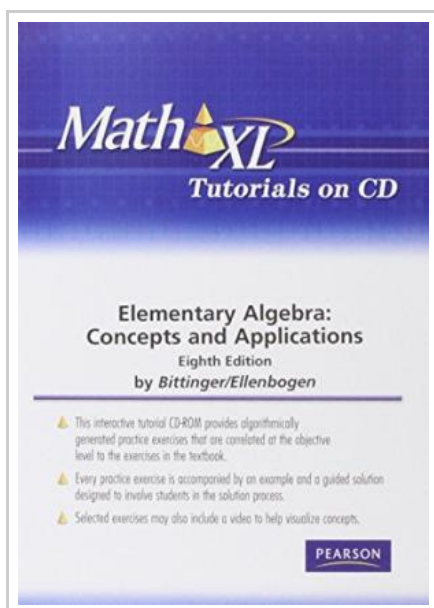 Math XL
Tutorials on CD
Elementary Algebra:
Concepts and Applications
Eighth Edition
by Bittinger/Ellenbogen
This interactive tutorial CD-ROM provides algorithmically
generated practice exercises that are correlated at the objective
level to the exercises in the textbook.
Every practice exercise is accompanied by an example and a guided solution
designed to involve students in the solution process.
Selected exercises may also include a video to help visualize concepts.
PEARSON